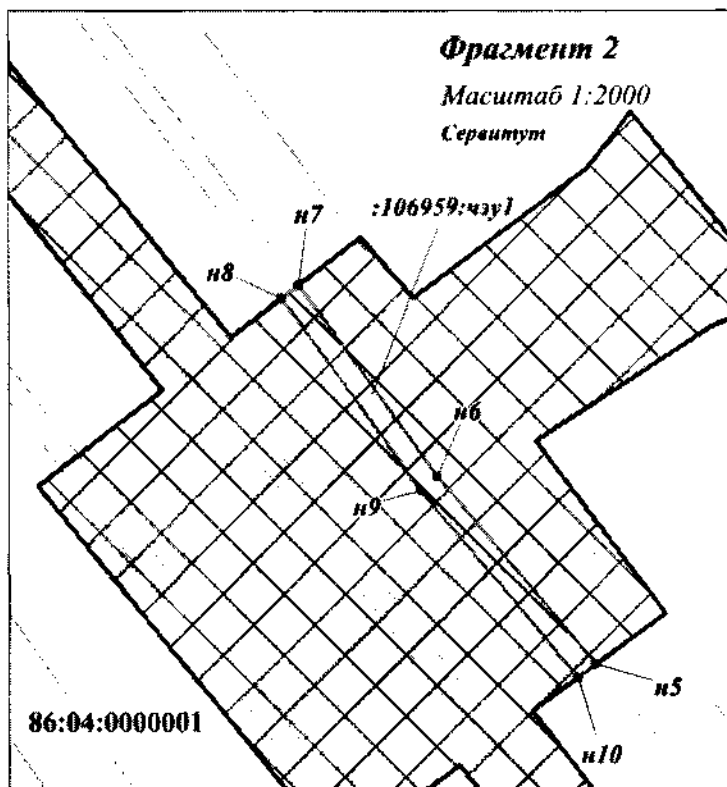 Фрагмент 2
Масштаб 1:2000
Сервитут
:106959:чзу1
н7
н8
н6
н9
н5
86:04:0000001
н10